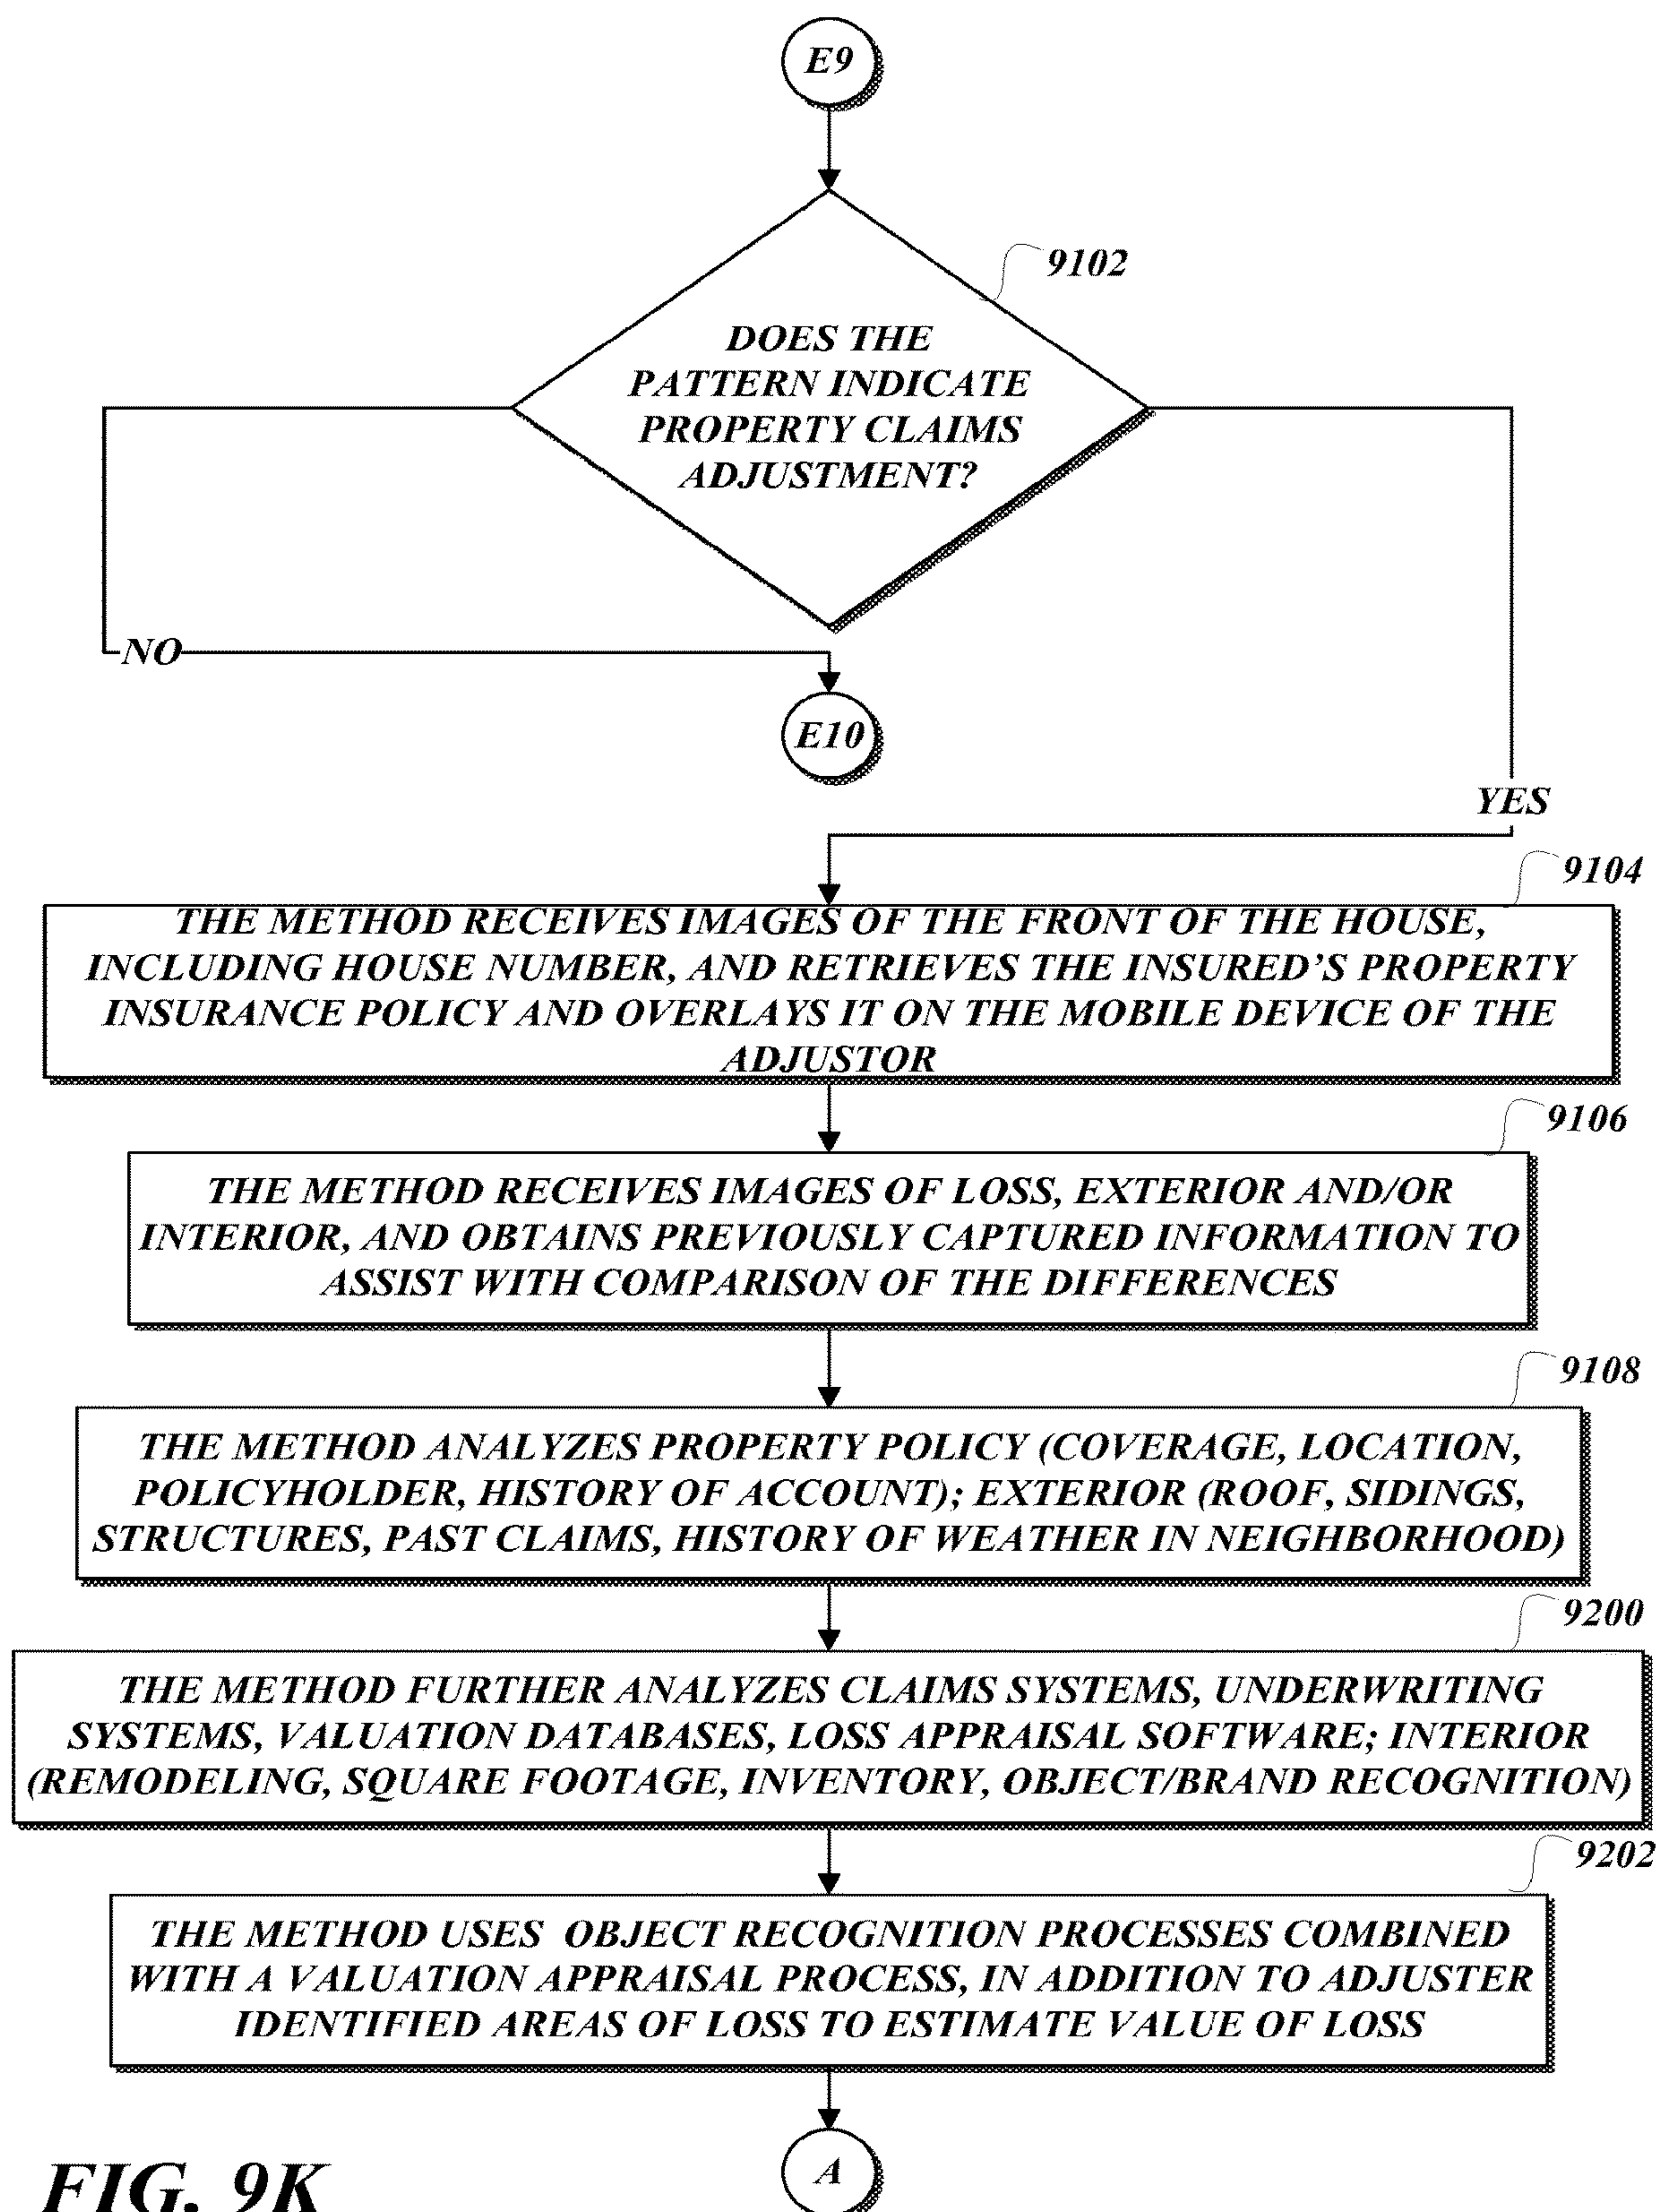 E9
9102
DOES THE
PATTERN INDICATE
PROPERTY CLAIMS
ADJUSTMENT?
NO
E10
YES
9104
THE METHOD RECEIVES IMAGES OF THE FRONT OF THE HOUSE,
INCLUDING HOUSE NUMBER, AND RETRIEVES THE INSURED'S PROPERTY
INSURANCE POLICY AND OVERLAYS IT ON THE MOBILE DEVICE OF THE
ADJUSTOR
9106
THE METHOD RECEIVES IMAGES OF LOSS, EXTERIOR AND/OR
INTERIOR, AND OBTAINS PREVIOUSLY CAPTURED INFORMATION TO
ASSIST WITH COMPARISON OF THE DIFFERENCES
9108
THE METHOD ANALYZES PROPERTY POLICY (COVERAGE, LOCATION,
POLICYHOLDER, HISTORY OF ACCOUNT); EXTERIOR (ROOF, SIDINGS,
STRUCTURES, PAST CLAIMS, HISTORY OF WEATHER IN NEIGHBORHOOD)
9200
THE METHOD FURTHER ANALYZES CLAIMS SYSTEMS, UNDERWRITING
SYSTEMS, VALUATION DATABASES, LOSS APPRAISAL SOFTWARE; INTERIOR
(REMODELING, SQUARE FOOTAGE, INVENTORY, OBJECT/BRAND RECOGNITION)
9202
THE METHOD USES OBJECT RECOGNITION PROCESSES COMBINED
WITH A VALUATION APPRAISAL PROCESS, IN ADDITION TO ADJUSTER
IDENTIFIED AREAS OF LOSS TO ESTIMATE VALUE OF LOSS
A
FIG. 9K